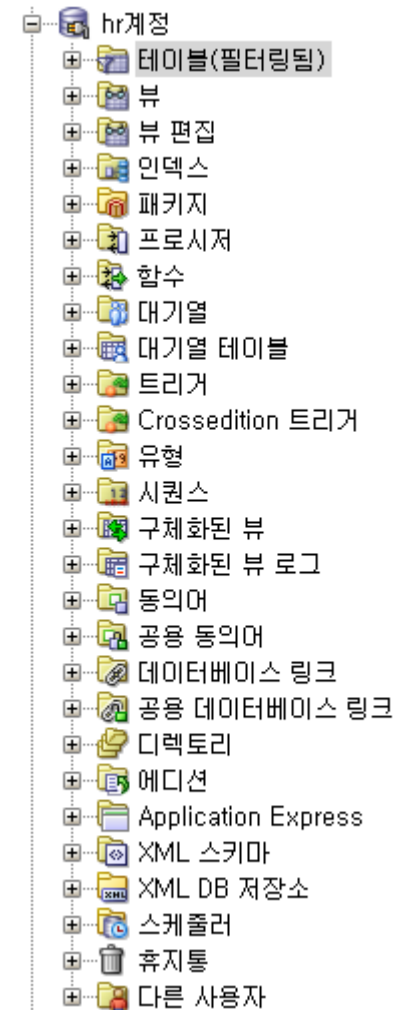 hr계정
테이블(필터링됨)
뷰
뷰 편집
인덱스
패키지
프로시저
함수
대기열
대기열 테이블
트리거
Crossedition 트리거
유형
시퀀스
구체화된 뷰
구체화된 뷰 로그
동의어
공용 동의어
데이터베이스 링크
공용 데이터베이스 링크
디렉토리
에디션
Application Express
XML 스키마
XML DB 저장소
스케줄러
휴지통
다른 사용자